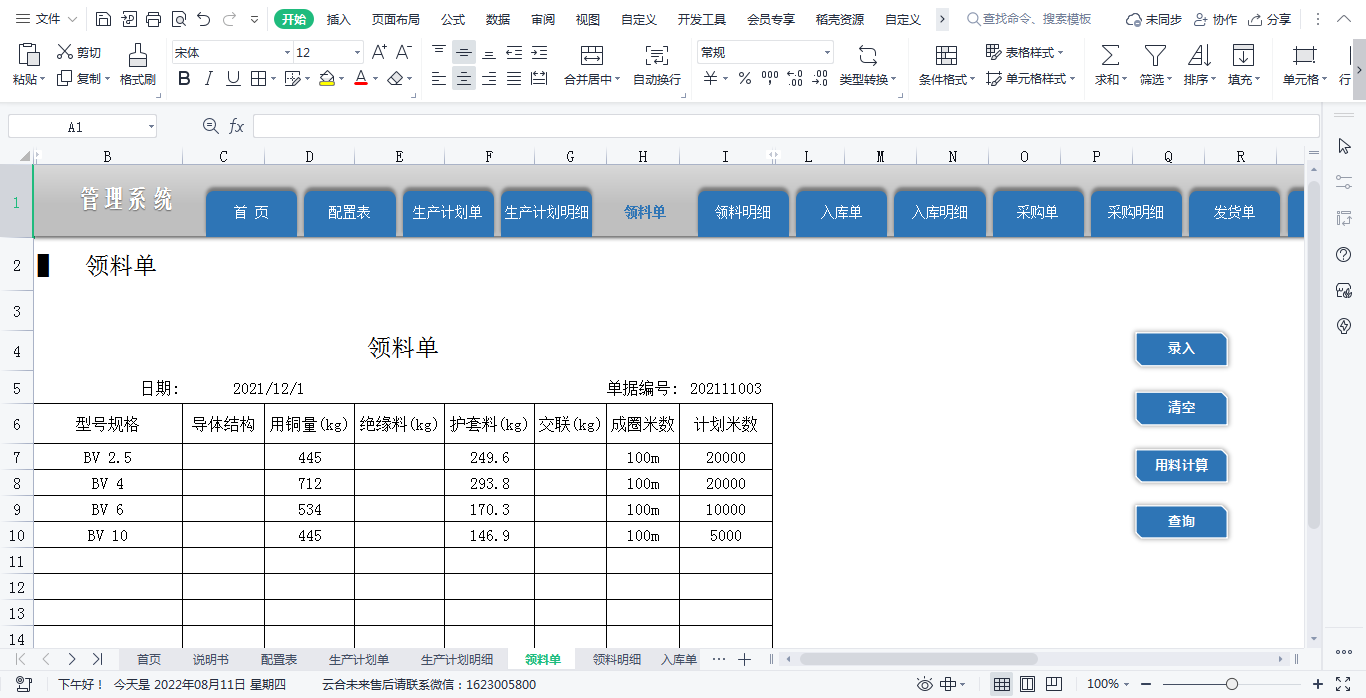 文件 开始 插入 页面布局 公式 数据 审阅 视图 自定义 开发工具 会员专享 稻壳资源 自定义 查找命令、搜索模板 未同步 协作 分享
粘贴 剪切 复制 格式刷 宋体 12 合并居中 自动换行 常规 类型转换 条件格式 表格样式 单元格样式 求和 筛选 排序 填充 单元格 行
A1 fx
B C D E F G H I L M N O P Q R
1 管理系统 首 页 配置表 生产计划单 生产计划明细 领料单 领料明细 入库单 入库明细 采购单 采购明细 发货单
2 领料单
3
4 领料单 录入
5 日期: 2021/12/1 单据编号: 202111003
清空
6 型号规格 导体结构 用铜量(kg) 绝缘料(kg) 护套料(kg) 交联(kg) 成圈米数 计划米数
7 BV 2.5 445 249.6 100m 20000
用料计算
8 BV 4 712 293.8 100m 20000
9 BV 6 534 170.3 100m 10000
查询
10 BV 10 445 146.9 100m 5000
11
12
13
14
首页 说明书 配置表 生产计划单 生产计划明细 领料单 领料明细 入库单 ···
下午好！ 今天是 2022年08月11日 星期四 云合未来售后请联系微信：1623005800 100%